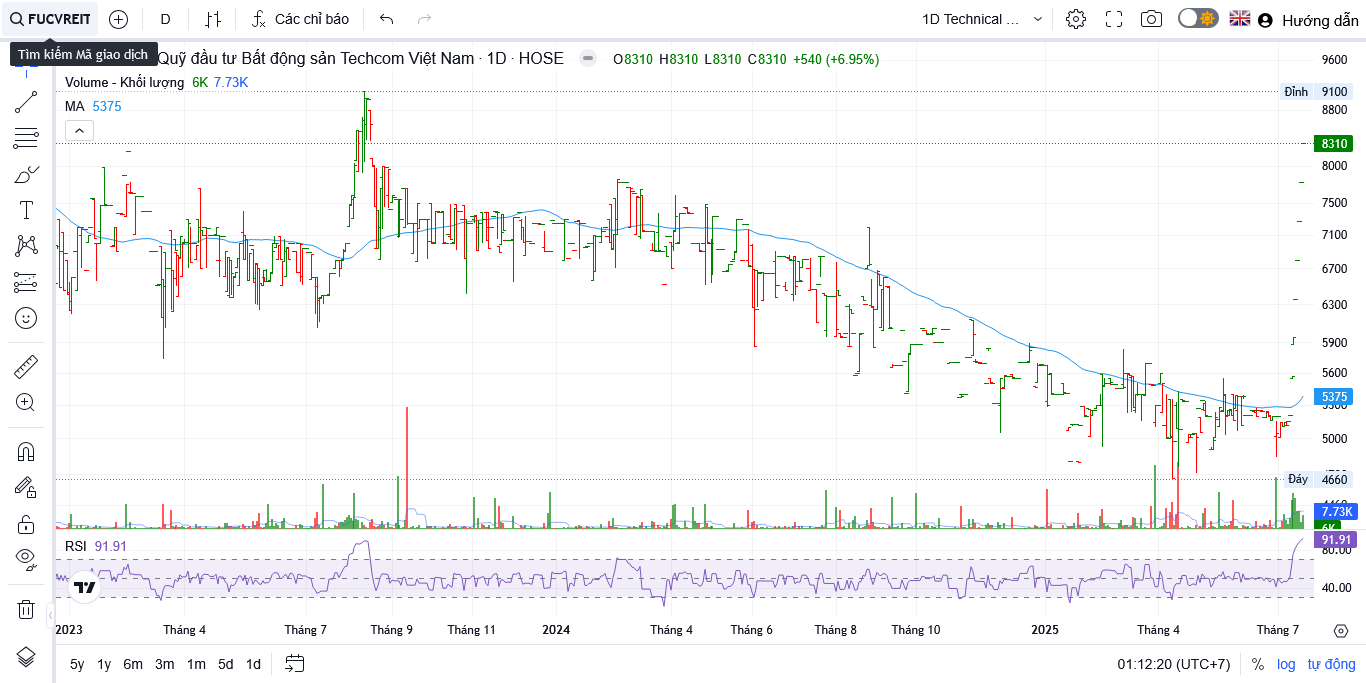 FUCVREIT
D
Các chỉ báo
1D Technical ...
Hướng dẫn
Tìm kiếm Mã giao dịch
Quỹ đầu tư Bất động sản Techcom Việt Nam · 1D · HOSE
O8310 H8310 L8310 C8310 +540 (+6.95%)
Volume - Khối lượng 6K 7.73K
MA 5375
9600
Đỉnh 9100
8800
8310
8000
7500
7100
6700
6300
5900
5600
5375
5300
5000
Đáy 4660
7.73K
6K
RSI 91.91
91.91
80.00
40.00
2023 Tháng 4 Tháng 7 Tháng 9 Tháng 11 2024 Tháng 4 Tháng 6 Tháng 8 Tháng 10 2025 Tháng 4 Tháng 7
5y 1y 6m 3m 1m 5d 1d
01:12:20 (UTC+7) % log tự động